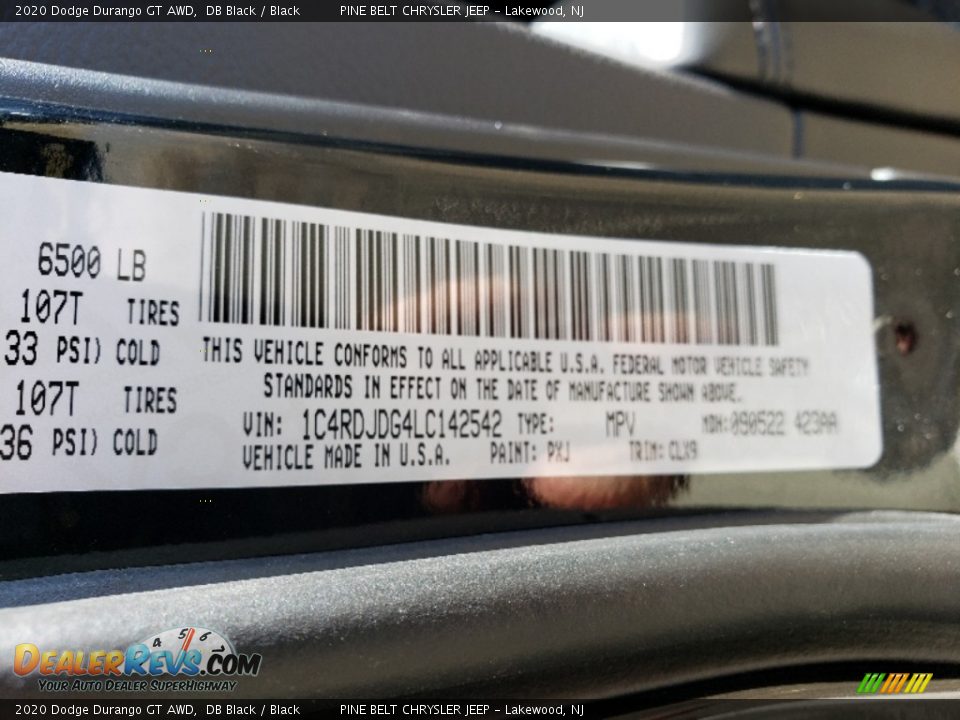 2020 Dodge Durango GT AWD, DB Black / Black PINE BELT CHRYSLER JEEP - Lakewood, NJ
6500 LB
107T TIRES
33 PSI) COLD
107T TIRES
36 PSI) COLD
THIS VEHICLE CONFORMS TO ALL APPLICABLE U.S.A. FEDERAL MOTOR VEHICLE SAFETY
STANDARDS IN EFFECT ON THE DATE OF MANUFACTURE SHOWN ABOVE.
VIN: 1C4RDJDG4LC142542 TYPE: MPV MDH:090522 423AA
VEHICLE MADE IN U.S.A. PAINT: PXJ TRIM: CLX9
4 5 6
DEALERREVS.COM
YOUR AUTO DEALER SUPERHIGHWAY
2020 Dodge Durango GT AWD, DB Black / Black PINE BELT CHRYSLER JEEP - Lakewood, NJ